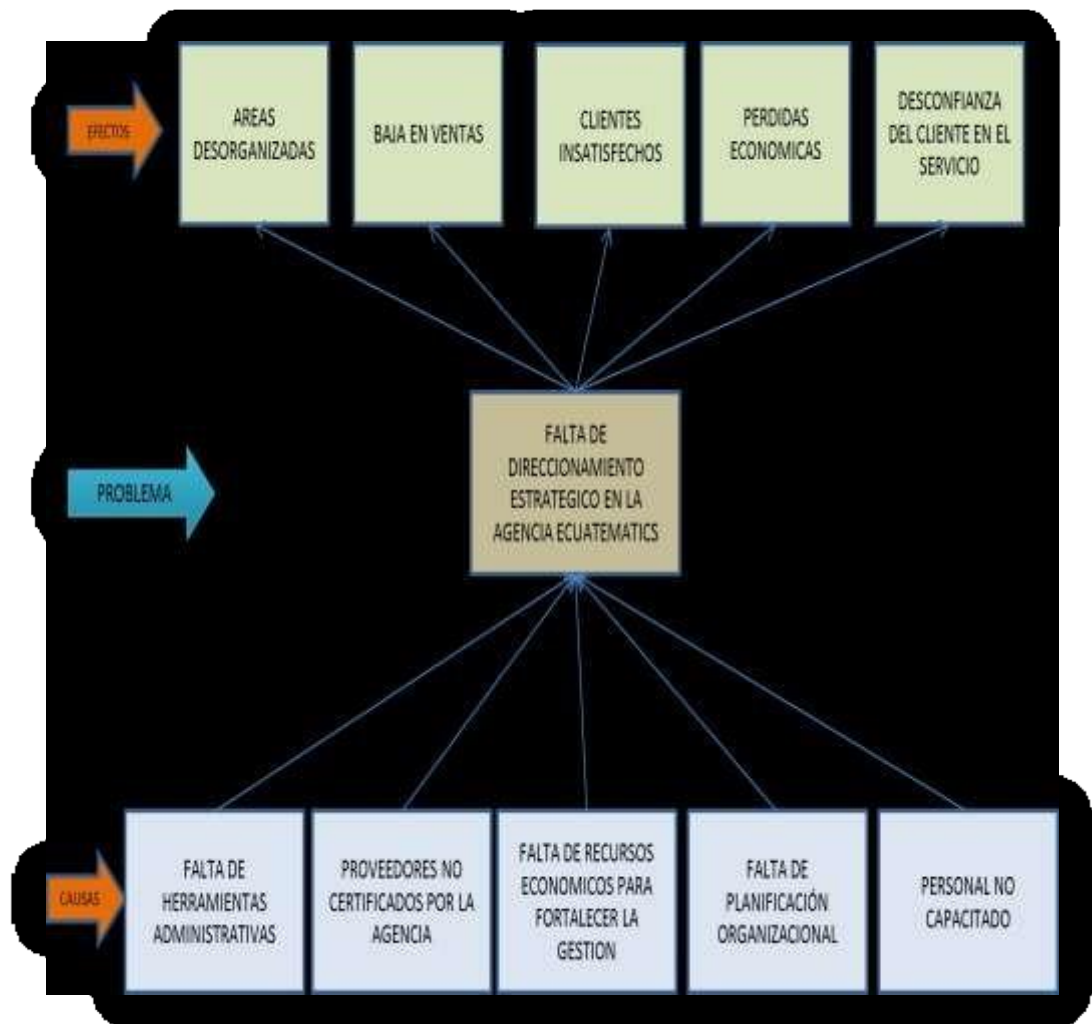 EFECTOS
AREAS
DESORGANIZADAS
BAJA EN VENTAS
CLIENTES
INSATISFECHOS
PERDIDAS
ECONOMICAS
DESCONFIANZA
DEL CLIENTE EN EL
SERVICIO
PROBLEMA
FALTA DE
DIRECCIONAMIENTO
ESTRATEGICO EN LA
AGENCIA ECUATEMATICS
CAUSAS
FALTA DE
HERRAMIENTAS
ADMINISTRATIVAS
PROVEEDORES NO
CERTIFICADOS POR LA
AGENCIA
FALTA DE RECURSOS
ECONOMICOS PARA
FORTALECER LA
GESTION
FALTA DE
PLANIFICACIÓN
ORGANIZACIONAL
PERSONAL NO
CAPACITADO